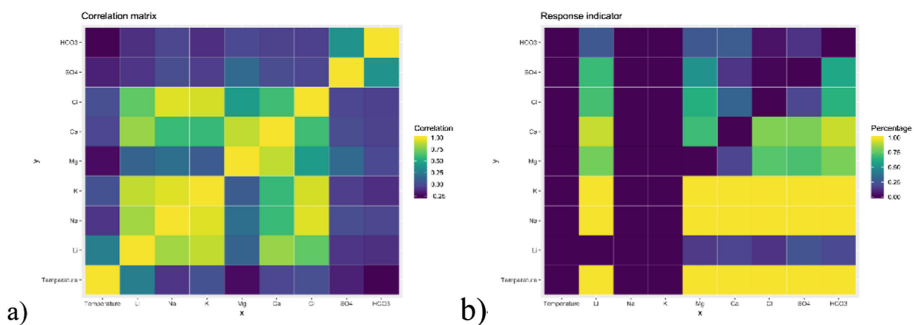 Correlation matrix
HCO3
SO4
Cl
Ca
Mg
K
Na
Li
Temperature
y
Temperature Li Na K Mg Ca Cl SO4 HCO3
x
Correlation
1.00
0.75
0.50
0.25
0.00
-0.25
a)
Response indicator
HCO3
SO4
Cl
Ca
Mg
K
Na
Li
Temperature
y
Temperature Li Na K Mg Ca Cl SO4 HCO3
x
Percentage
1.00
0.75
0.50
0.25
0.00
b)